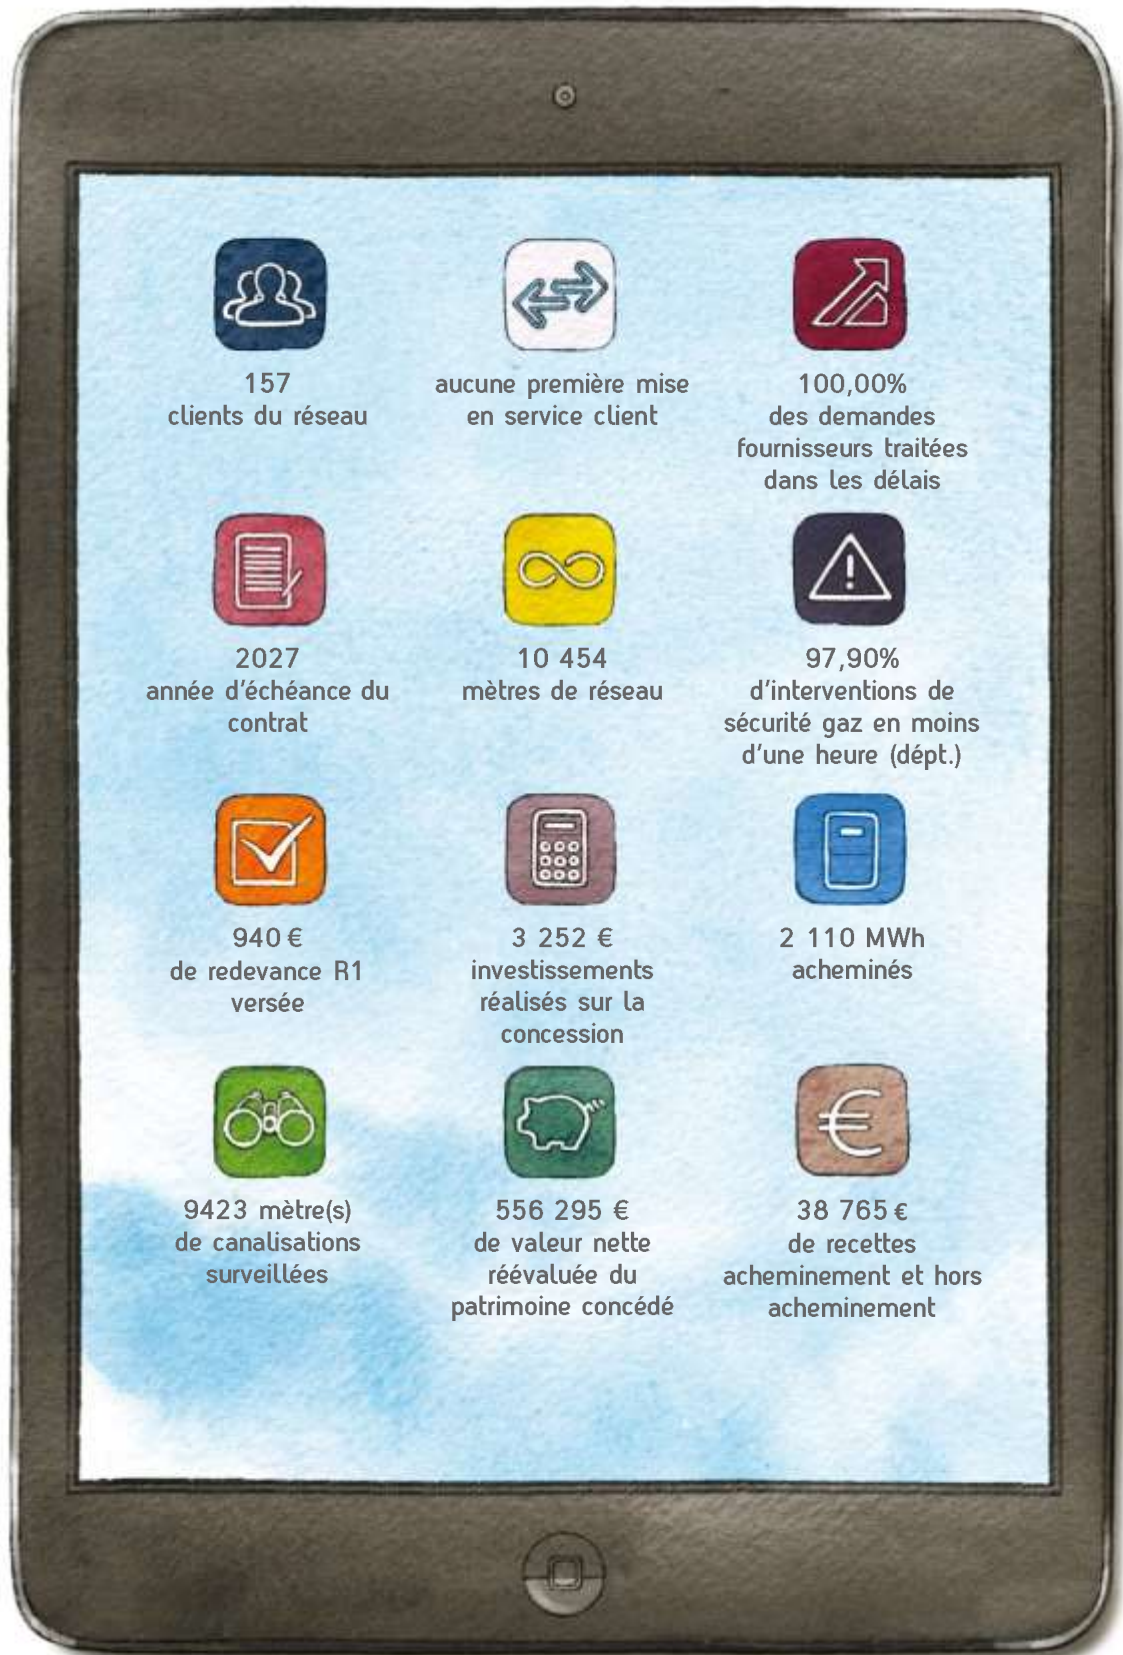 157
clients du réseau
aucune première mise
en service client
100,00%
des demandes
fournisseurs traitées
dans les délais
2027
année d'échéance du
contrat
10 454
mètres de réseau
97,90%
d'interventions de
sécurité gaz en moins
d'une heure (dépt.)
940 €
de redevance R1
versée
3 252 €
investissements
réalisés sur la
concession
2 110 MWh
acheminés
9423 mètre(s)
de canalisations
surveillées
556 295 €
de valeur nette
réévaluée du
patrimoine concédé
38 765 €
de recettes
acheminement et hors
acheminement